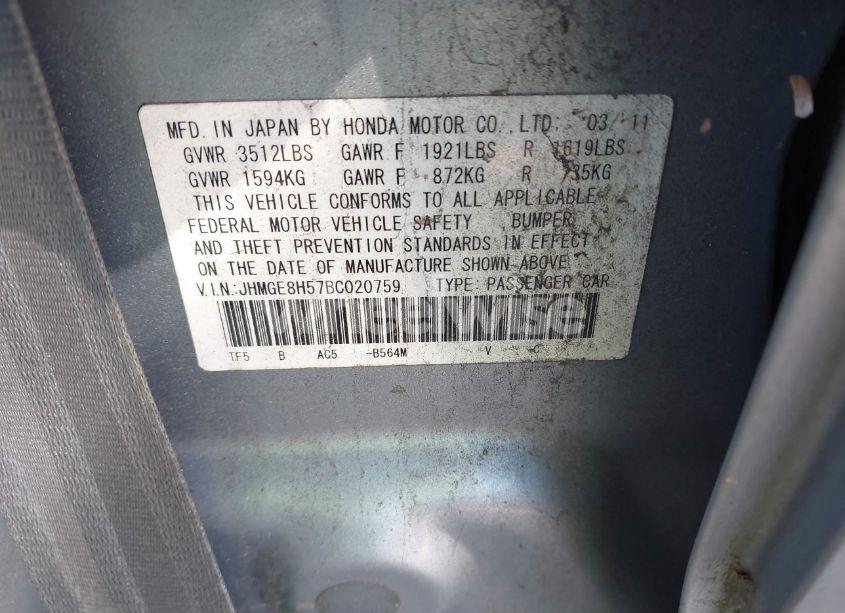 MFD. IN JAPAN BY HONDA MOTOR CO., LTD. 03/11
GVWR 3512LBS GAWR F 1921LBS R 1619LBS
GVWR 1594KG GAWR F 872KG R 735KG
THIS VEHICLE CONFORMS TO ALL APPLICABLE
FEDERAL MOTOR VEHICLE SAFETY, BUMPER,
AND THEFT PREVENTION STANDARDS IN EFFECT
ON THE DATE OF MANUFACTURE SHOWN ABOVE.
V.I.N.:JHMGE8H57BC020759 TYPE: PASSENGER CAR
TF5 B AC5 -B564M V C